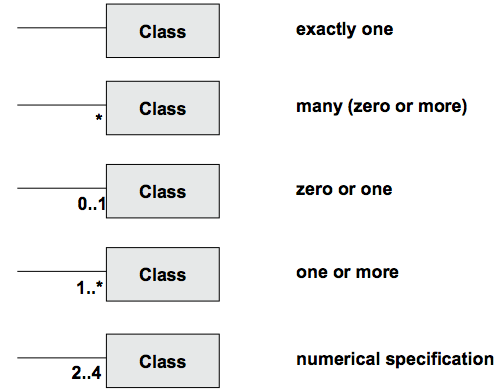 Class exactly one
Class many (zero or more)
*
Class zero or one
0..1
Class one or more
1..*
Class numerical specification
2..4